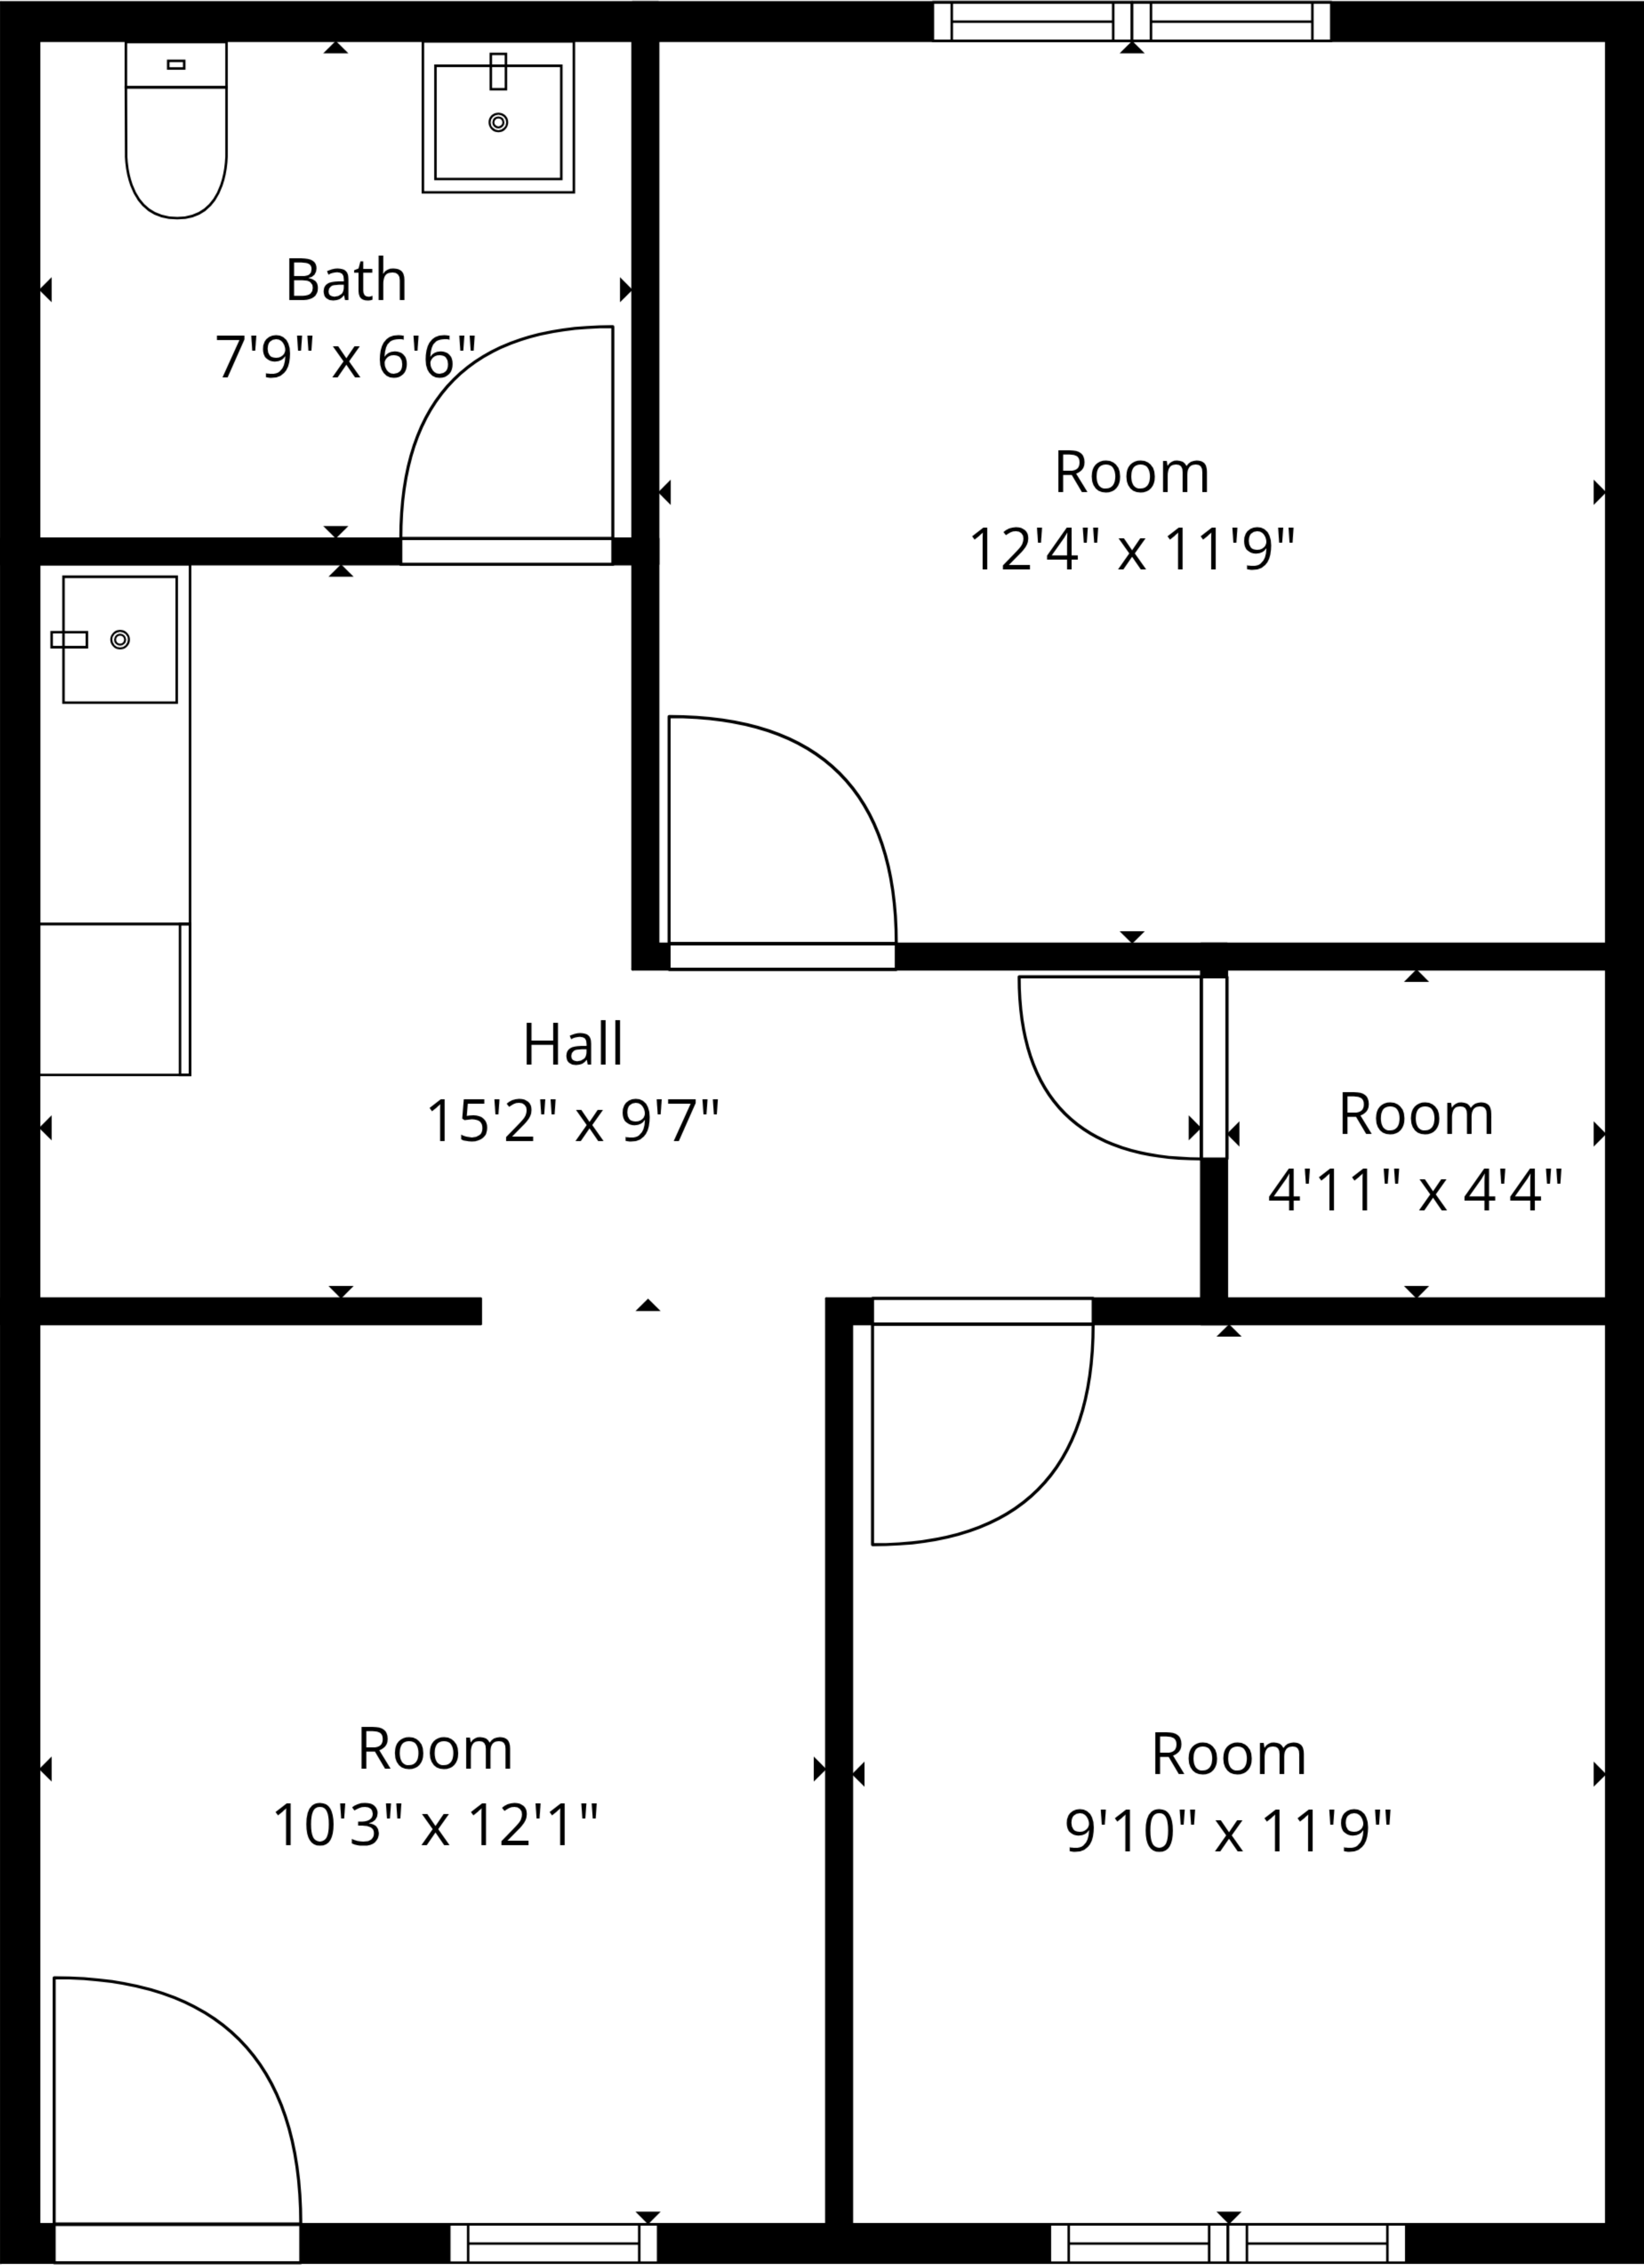 Bath
7'9" x 6'6"
Room
12'4" x 11'9"
Hall
15'2" x 9'7"
Room
4'11" x 4'4"
Room
10'3" x 12'1"
Room
9'10" x 11'9"